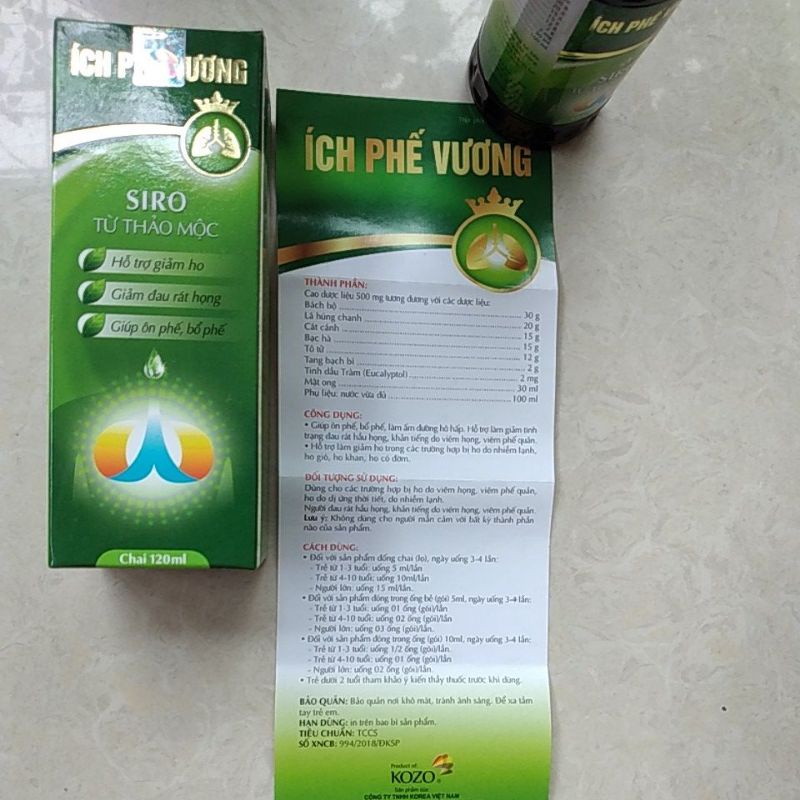 ÍCH PHẾ VƯƠNG
SIRO
TỪ THẢO MỘC
Hỗ trợ giảm ho
Giảm đau rát họng
Giúp ôn phế, bổ phế
Chai 120ml
ÍCH PHẾ VƯƠNG
THÀNH PHẦN:
Cao dược liệu 500 mg tương đương với các dược liệu:
Bách bộ 30 g
Lá húng chanh 20 g
Cát cánh 15 g
Bạc hà 15 g
Tô tử 12 g
Tang bạch bì 2 g
Tinh dầu Tràm (Eucalyptol) 2 mg
Mật ong 30 ml
Phụ liệu: nước vừa đủ 100 ml
CÔNG DỤNG:
• Giúp ôn phế, bổ phế, làm ấm đường hô hấp. Hỗ trợ làm giảm tình
trạng đau rát hầu họng, khản tiếng do viêm họng, viêm phế quản.
• Hỗ trợ làm giảm ho trong các trường hợp bị ho do nhiễm lạnh,
ho gió, ho khan, ho có đờm.
ĐỐI TƯỢNG SỬ DỤNG:
Dùng cho các trường hợp bị ho do viêm họng, viêm phế quản,
ho do dị ứng thời tiết, do nhiễm lạnh.
Người đau rát hầu họng, khản tiếng do viêm họng, viêm phế quản.
Lưu ý: Không dùng cho người mẫn cảm với bất kỳ thành phần
nào của sản phẩm.
CÁCH DÙNG:
• Đối với sản phẩm đóng chai (lọ), ngày uống 3-4 lần:
- Trẻ từ 1-3 tuổi: uống 5 ml/lần
- Trẻ từ 4-10 tuổi: uống 10ml/lần
- Người lớn: uống 15 ml/lần.
• Đối với sản phẩm đóng trong ống bẻ (gói) 5ml, ngày uống 3-4 lần:
- Trẻ từ 1-3 tuổi: uống 01 ống (gói)/lần
- Trẻ từ 4-10 tuổi: uống 02 ống (gói)/lần
- Người lớn: uống 03 ống (gói)/lần.
• Đối với sản phẩm đóng trong ống (gói) 10ml, ngày uống 3-4 lần:
- Trẻ từ 1-3 tuổi: uống 1/2 ống (gói)/lần.
- Trẻ từ 4-10 tuổi: uống 01 ống (gói)/lần
- Người lớn: uống 02 ống (gói)/lần.
• Trẻ dưới 2 tuổi tham khảo ý kiến thầy thuốc trước khi dùng.
BẢO QUẢN: Bảo quản nơi khô mát, tránh ánh sáng. Để xa tầm
tay trẻ em.
HẠN DÙNG: in trên bao bì sản phẩm.
TIÊU CHUẨN: TCCS
SỐ XNCB: 994/2018/ĐKSP
Product of:
KOZO
Sản phẩm của:
CÔNG TY TNHH KOREA VIỆT NAM
ÍCH PHẾ
SIRO